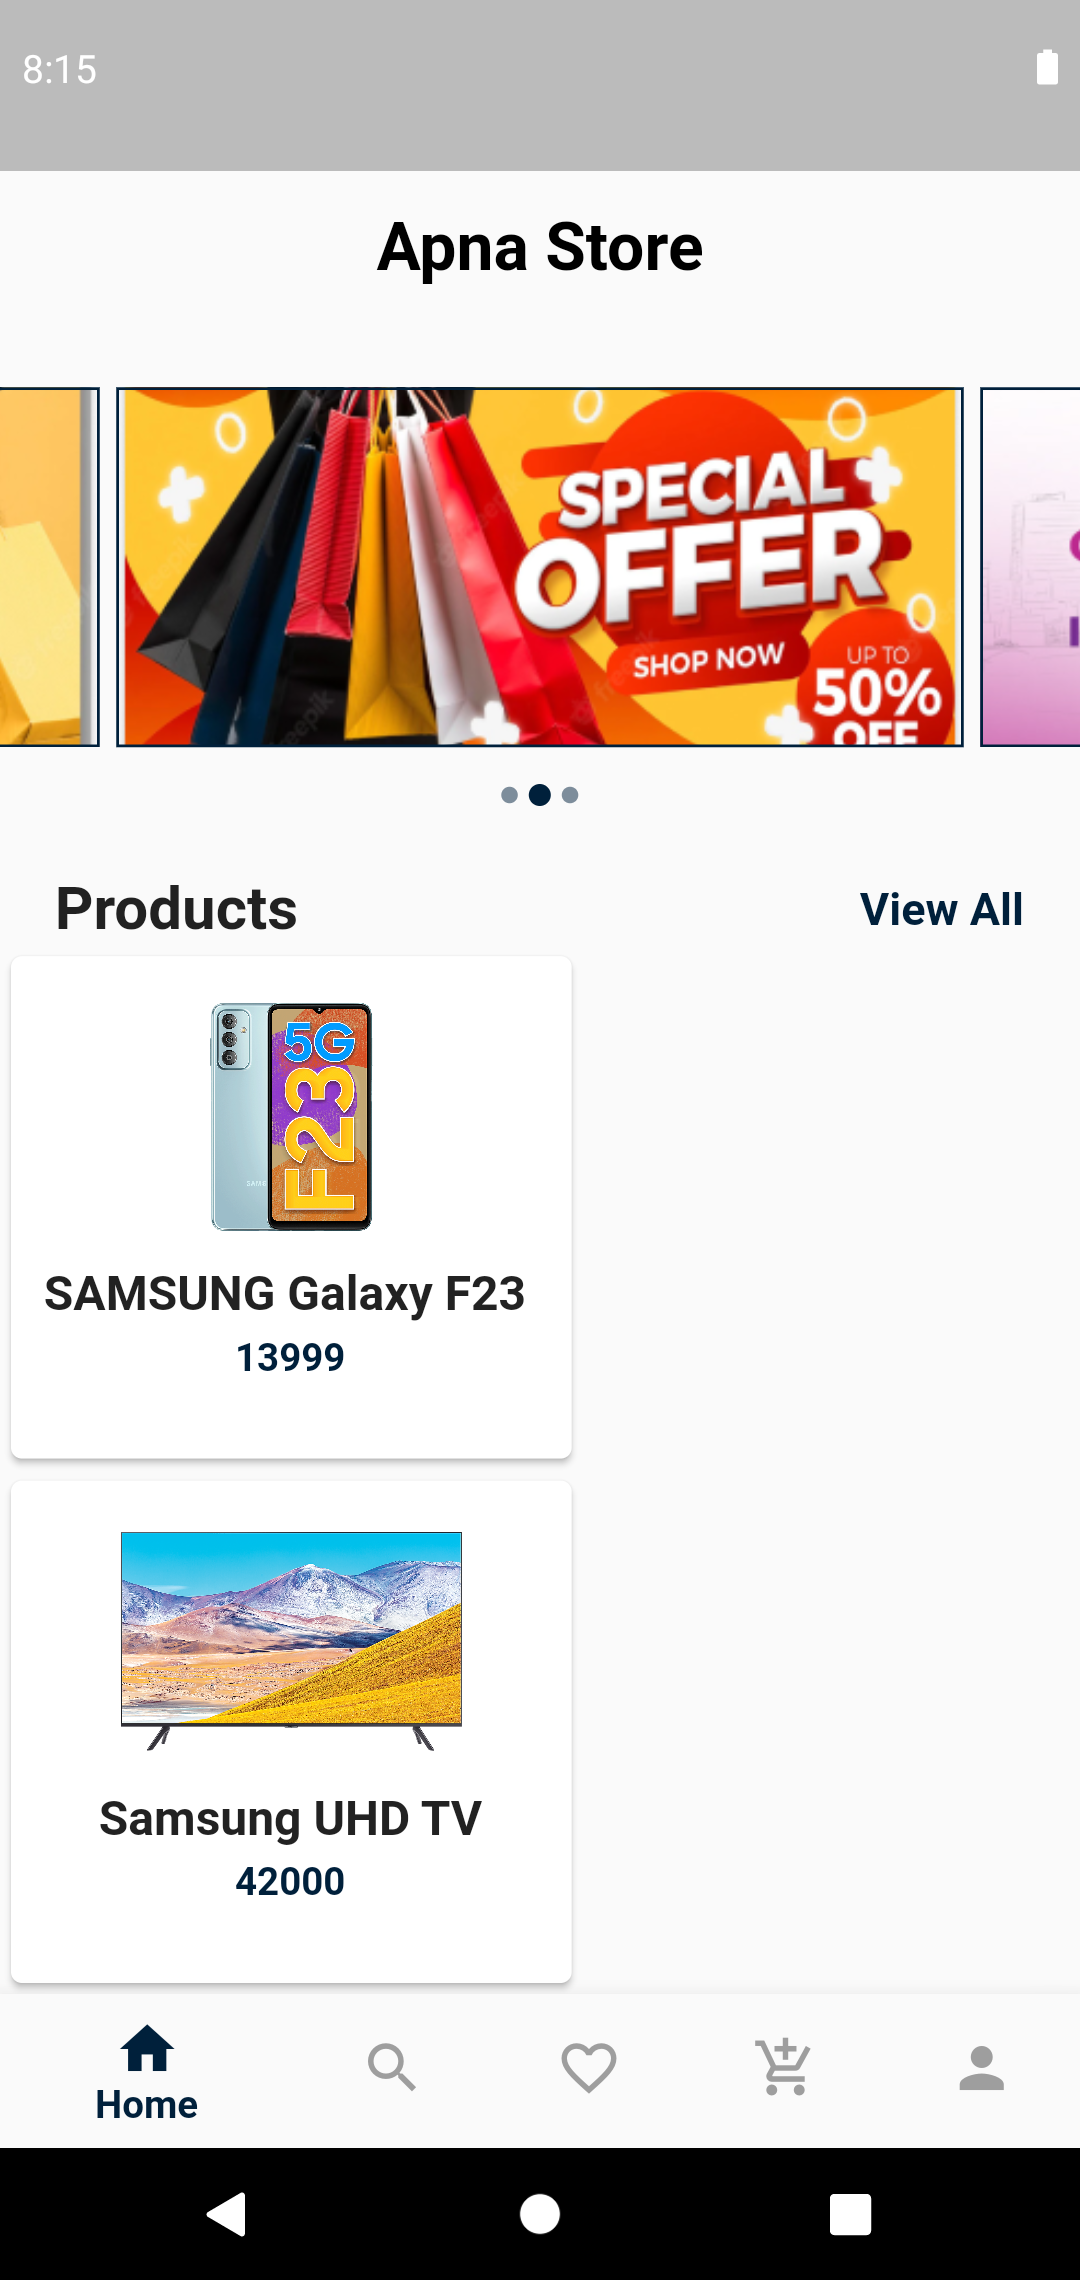 8:15
Apna Store
SPECIAL
OFFER
SHOP NOW
UP TO
50%
OFF
Products
View All
5G
F23
SAMSUNG Galaxy F23
13999
Samsung UHD TV
42000
Home